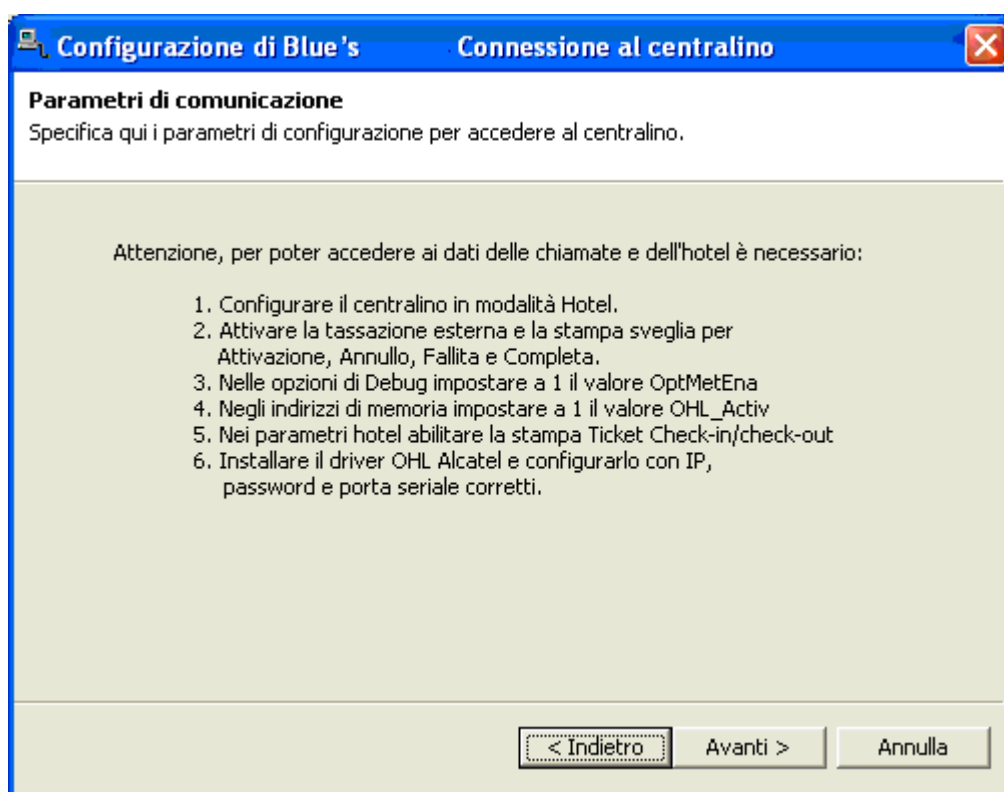 Configurazione di Blue's Connessione al centralino
Parametri di comunicazione
Specifica qui i parametri di configurazione per accedere al centralino.
Attenzione, per poter accedere ai dati delle chiamate e dell'hotel è necessario:
1. Configurare il centralino in modalità Hotel.
2. Attivare la tassazione esterna e la stampa sveglia per
Attivazione, Annullo, Fallita e Completa.
3. Nelle opzioni di Debug impostare a 1 il valore OptMetEna
4. Negli indirizzi di memoria impostare a 1 il valore OHL_Activ
5. Nei parametri hotel abilitare la stampa Ticket Check-in/check-out
6. Installare il driver OHL Alcatel e configurarlo con IP,
password e porta seriale corretti.
< Indietro Avanti > Annulla